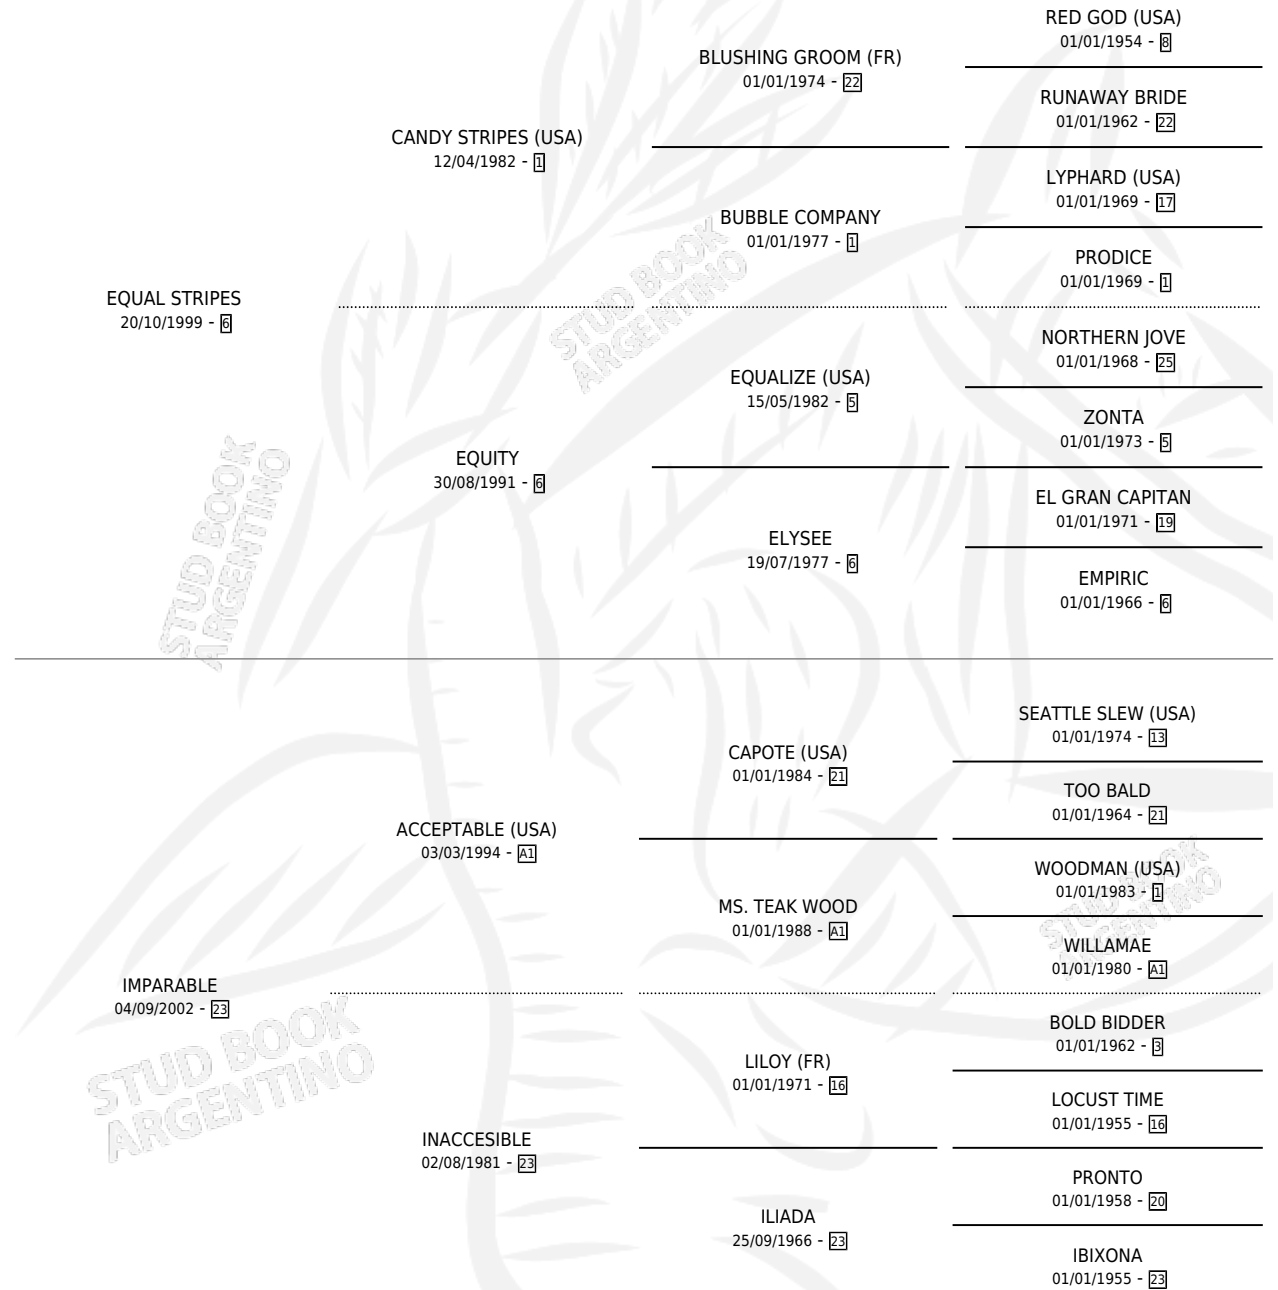 RED GOD (USA)
01/01/1954 - 8
BLUSHING GROOM (FR)
01/01/1974 - 22
RUNAWAY BRIDE
01/01/1962 - 22
CANDY STRIPES (USA)
12/04/1982 - 1
LYPHARD (USA)
01/01/1969 - 17
BUBBLE COMPANY
01/01/1977 - 1
PRODICE
01/01/1969 - 1
EQUAL STRIPES
20/10/1999 - 6
STUD BOOK
ARGENTINO
NORTHERN JOVE
01/01/1968 - 25
EQUALIZE (USA)
15/05/1982 - 5
ZONTA
01/01/1973 - 5
EQUITY
30/08/1991 - 6
EL GRAN CAPITAN
01/01/1971 - 19
ELYSEE
19/07/1977 - 6
EMPIRIC
01/01/1966 - 6
STUD BOOK
ARGENTINO
SEATTLE SLEW (USA)
01/01/1974 - 13
CAPOTE (USA)
01/01/1984 - 21
TOO BALD
01/01/1964 - 21
ACCEPTABLE (USA)
03/03/1994 - A1
WOODMAN (USA)
01/01/1983 - 1
MS. TEAK WOOD
01/01/1988 - A1
STUD BOOK
ARGENTINO
WILLAMAE
01/01/1980 - A1
IMPARABLE
04/09/2002 - 23
BOLD BIDDER
01/01/1962 - 3
LILOY (FR)
01/01/1971 - 16
LOCUST TIME
01/01/1955 - 16
STUD BOOK
ARGENTINO
INACCESIBLE
02/08/1981 - 23
PRONTO
01/01/1958 - 20
ILIADA
25/09/1966 - 23
IBIXONA
01/01/1955 - 23